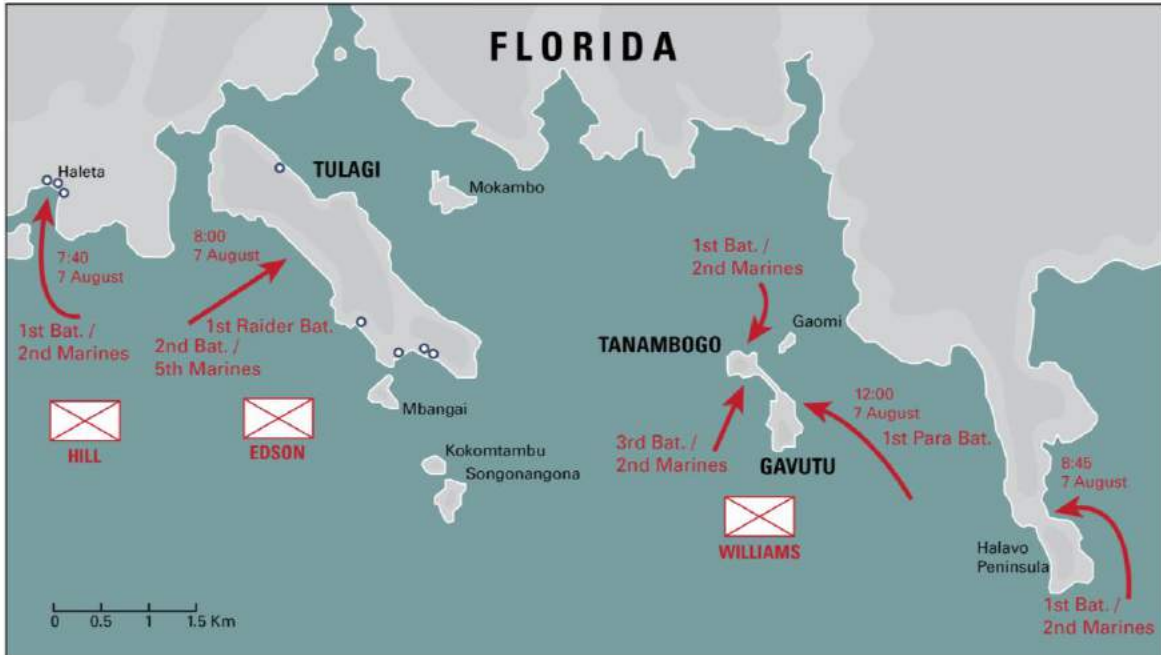 FLORIDA
Haleta
7:40
7 August
1st Bat. /
2nd Marines
HILL
TULAGI
8:00
7 August
1st Raider Bat.
2nd Bat. /
5th Marines
EDSON
Mokambo
Mbangai
Kokomtambu
Songonangona
1st Bat. /
2nd Marines
Gaomi
TANAMBOGO
12:00
7 August
1st Para Bat.
3rd Bat. /
2nd Marines
GAVUTU
WILLIAMS
8:45
7 August
Halavo
Peninsula
1st Bat. /
2nd Marines
0 0.5 1 1.5 Km